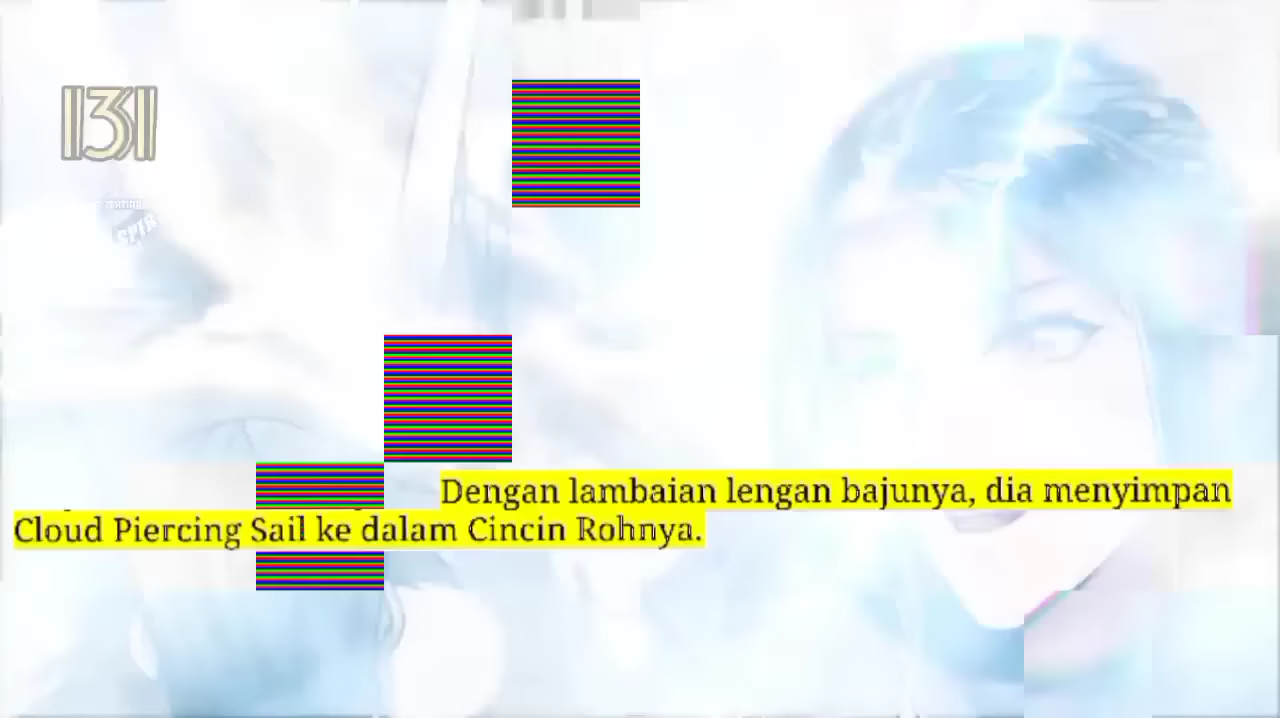 131
Dengan lambaian lengan bajunya, dia menyimpan
Cloud Piercing Sail ke dalam Cincin Rohnya.